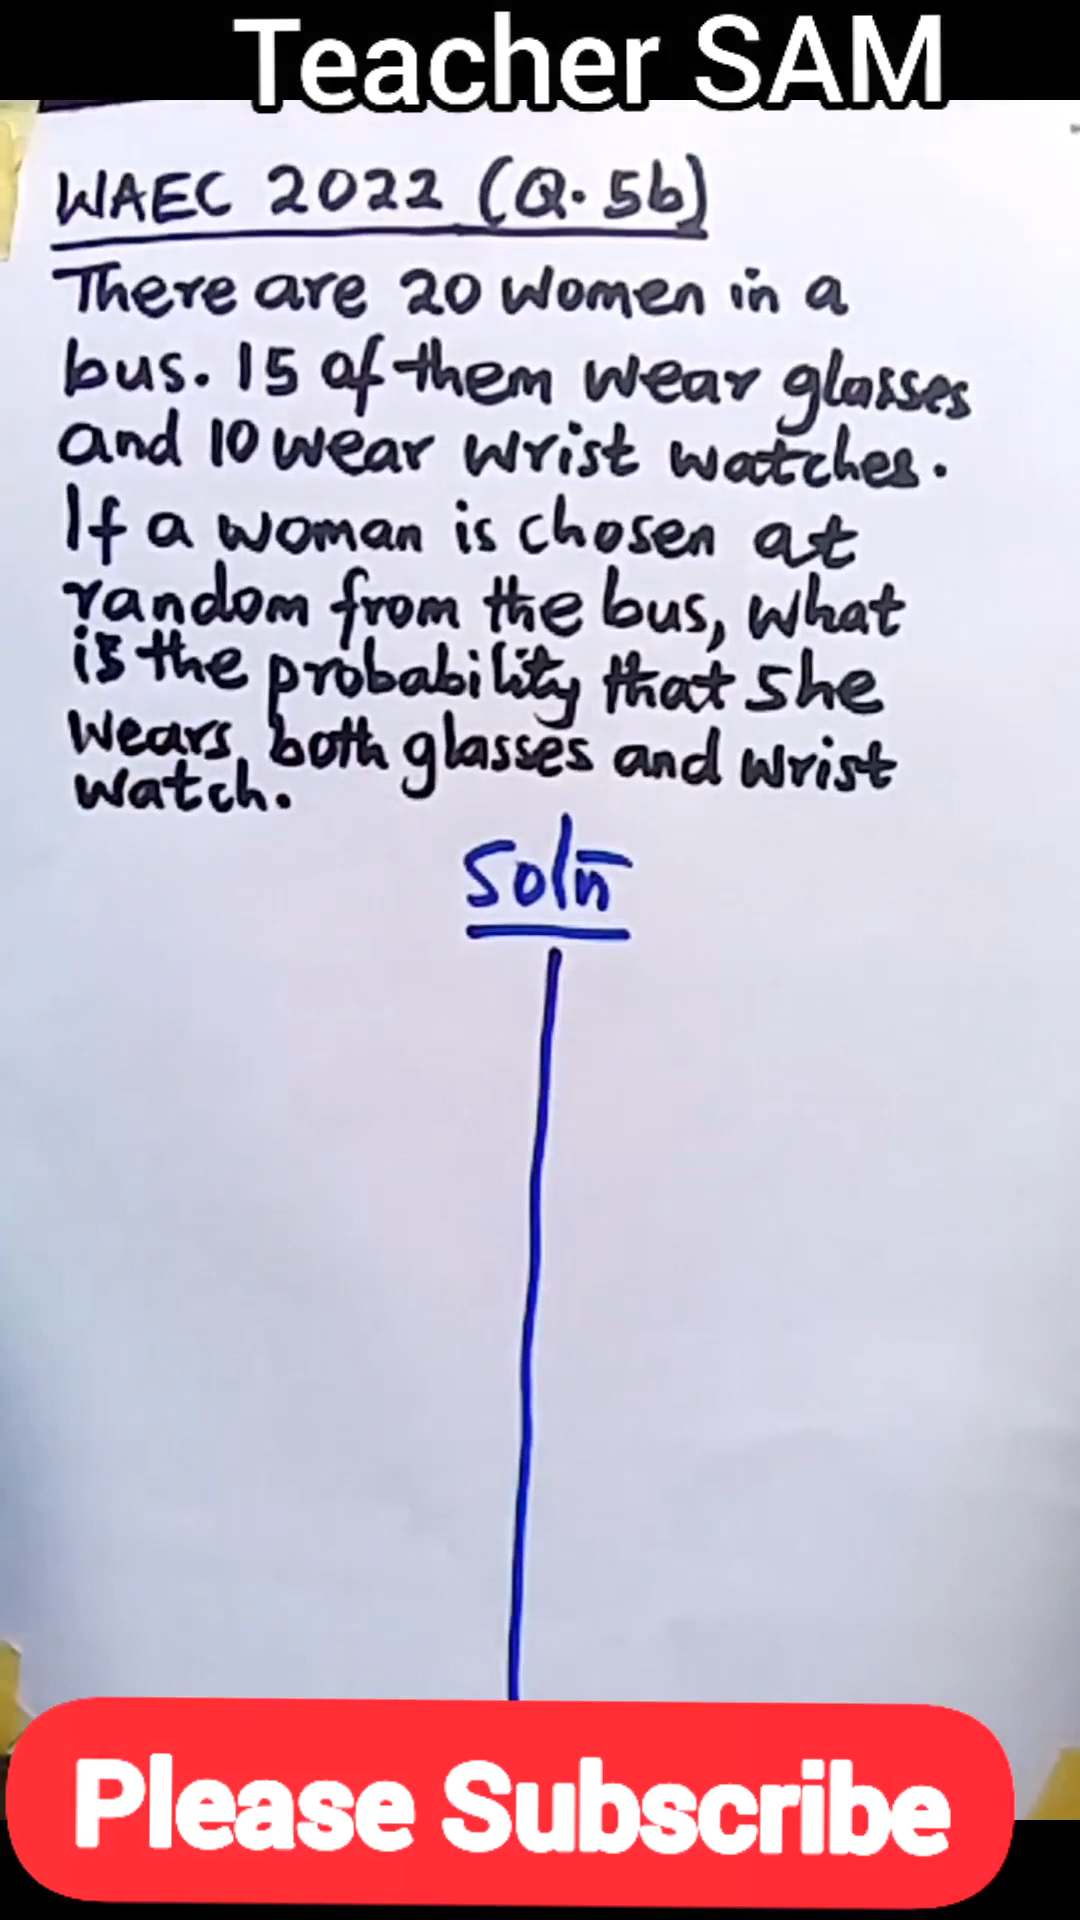 Teacher SAM
WAEC 2022 (Q. 5b)
There are 20 women in a
bus. 15 of them wear glasses
and 10 wear wrist watches.
If a woman is chosen at
random from the bus, what
is the probability that she
wears both glasses and wrist
watch.
Soln̄
Please Subscribe